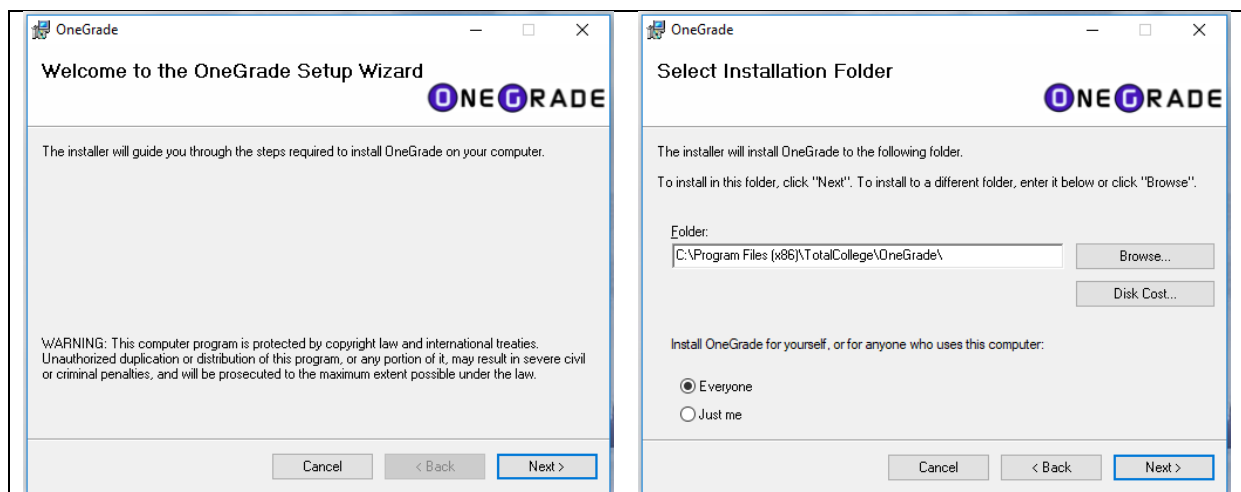 OneGrade
Welcome to the OneGrade Setup Wizard
ONEGRADE
The installer will guide you through the steps required to install OneGrade on your computer.
WARNING: This computer program is protected by copyright law and international treaties.
Unauthorized duplication or distribution of this program, or any portion of it, may result in severe civil
or criminal penalties, and will be prosecuted to the maximum extent possible under the law.
Cancel
< Back
Next >
OneGrade
Select Installation Folder
ONEGRADE
The installer will install OneGrade to the following folder.
To install in this folder, click "Next". To install to a different folder, enter it below or click "Browse".
Folder:
C:\Program Files (x86)\TotalCollege\OneGrade\
Browse...
Disk Cost...
Install OneGrade for yourself, or for anyone who uses this computer:
Everyone
Just me
Cancel
< Back
Next >